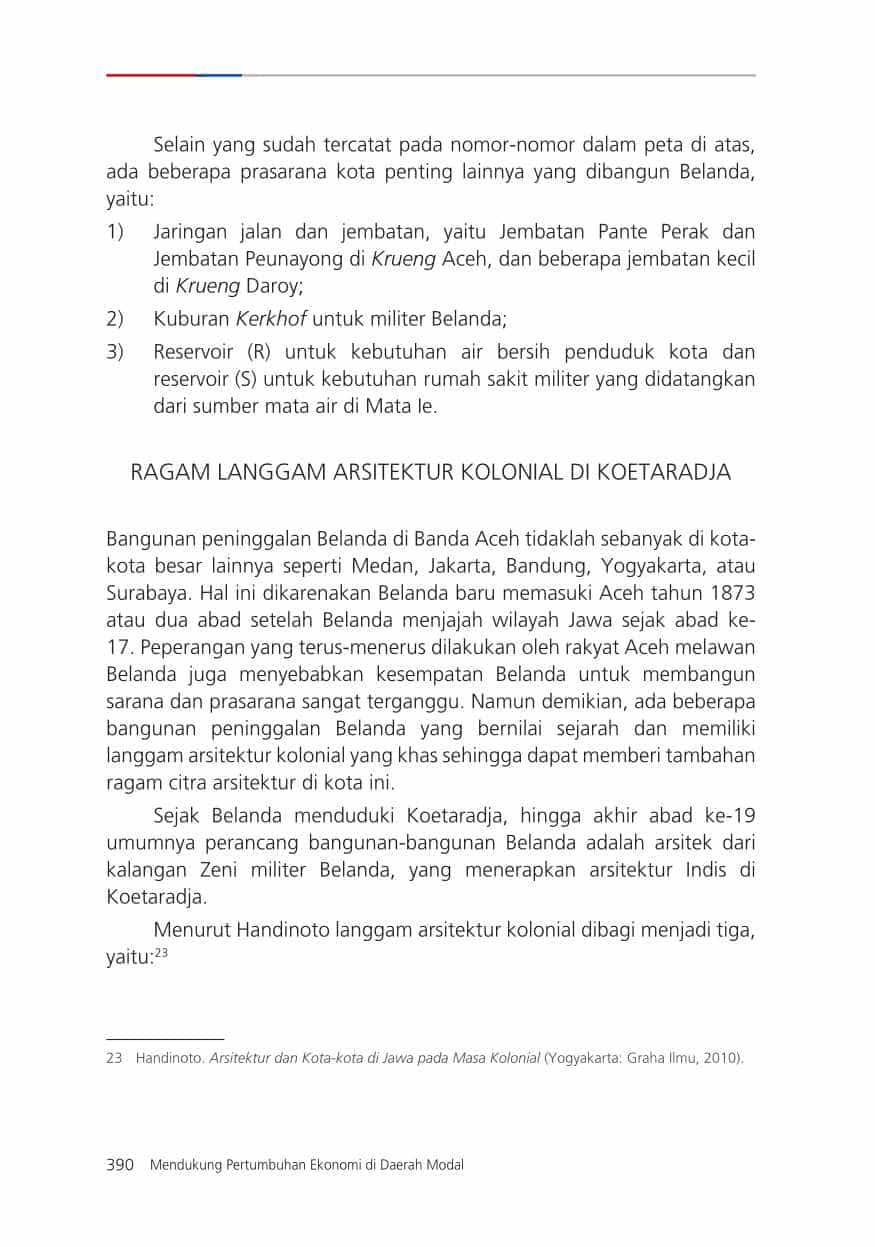 Selain yang sudah tercatat pada nomor-nomor dalam peta di atas,
ada beberapa prasarana kota penting lainnya yang dibangun Belanda,
yaitu:
1) Jaringan jalan dan jembatan, yaitu Jembatan Pante Perak dan
Jembatan Peunayong di Krueng Aceh, dan beberapa jembatan kecil
di Krueng Daroy;
2) Kuburan Kerkhof untuk militer Belanda;
3) Reservoir (R) untuk kebutuhan air bersih penduduk kota dan
reservoir (S) untuk kebutuhan rumah sakit militer yang didatangkan
dari sumber mata air di Mata Ie.
RAGAM LANGGAM ARSITEKTUR KOLONIAL DI KOETARADJA
Bangunan peninggalan Belanda di Banda Aceh tidaklah sebanyak di kota-
kota besar lainnya seperti Medan, Jakarta, Bandung, Yogyakarta, atau
Surabaya. Hal ini dikarenakan Belanda baru memasuki Aceh tahun 1873
atau dua abad setelah Belanda menjajah wilayah Jawa sejak abad ke-
17. Peperangan yang terus-menerus dilakukan oleh rakyat Aceh melawan
Belanda juga menyebabkan kesempatan Belanda untuk membangun
sarana dan prasarana sangat terganggu. Namun demikian, ada beberapa
bangunan peninggalan Belanda yang bernilai sejarah dan memiliki
langgam arsitektur kolonial yang khas sehingga dapat memberi tambahan
ragam citra arsitektur di kota ini.
Sejak Belanda menduduki Koetaradja, hingga akhir abad ke-19
umumnya perancang bangunan-bangunan Belanda adalah arsitek dari
kalangan Zeni militer Belanda, yang menerapkan arsitektur Indis di
Koetaradja.
Menurut Handinoto langgam arsitektur kolonial dibagi menjadi tiga,
yaitu:23
23 Handinoto. Arsitektur dan Kota-kota di Jawa pada Masa Kolonial (Yogyakarta: Graha Ilmu, 2010).
390 Mendukung Pertumbuhan Ekonomi di Daerah Modal